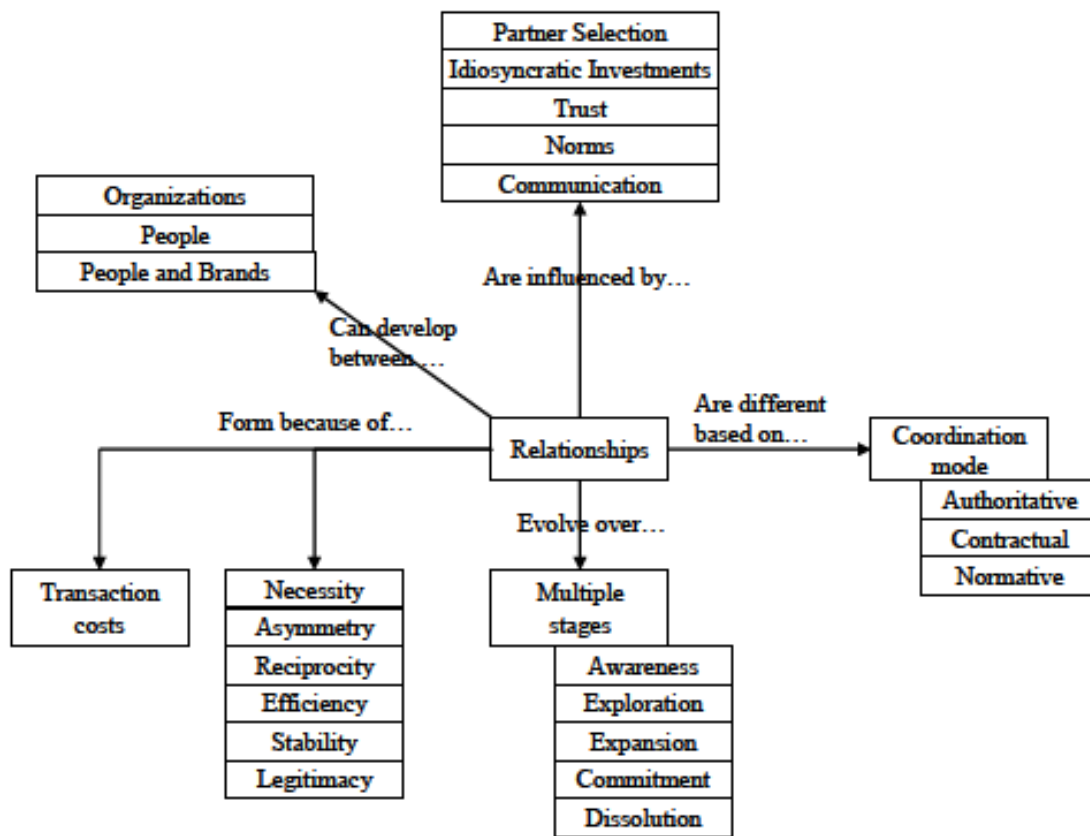 Partner Selection
Idiosyncratic Investments
Trust
Norms
Communication
Organizations
People
People and Brands
Are influenced by…
Can develop
between …
Form because of…
Relationships
Are different
based on…
Coordination
mode
Authoritative
Contractual
Normative
Evolve over…
Transaction
costs
Necessity
Asymmetry
Reciprocity
Efficiency
Stability
Legitimacy
Multiple
stages
Awareness
Exploration
Expansion
Commitment
Dissolution